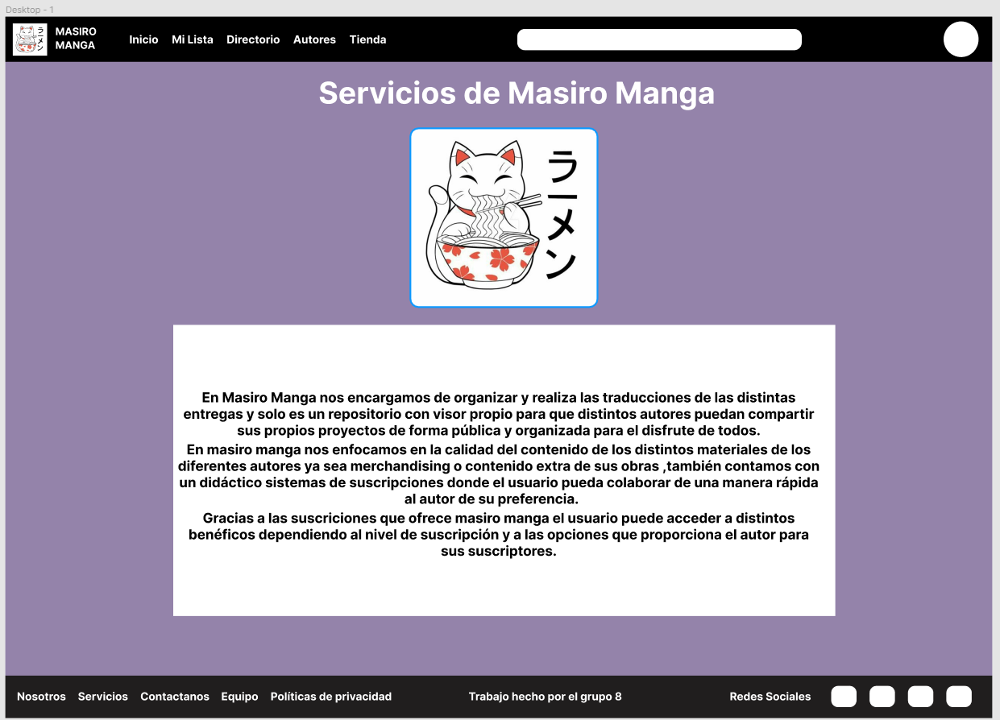 Desktop - 1
ラーメン
MASIRO
MANGA
Inicio Mi Lista Directorio Autores Tienda
Servicios de Masiro Manga
ラーメン
En Masiro Manga nos encargamos de organizar y realiza las traducciones de las distintas
entregas y solo es un repositorio con visor propio para que distintos autores puedan compartir
sus propios proyectos de forma pública y organizada para el disfrute de todos.
En masiro manga nos enfocamos en la calidad del contenido de los distintos materiales de los
diferentes autores ya sea merchandising o contenido extra de sus obras ,también contamos con
un didáctico sistemas de suscripciones donde el usuario pueda colaborar de una manera rápida
al autor de su preferencia.
Gracias a las suscriciones que ofrece masiro manga el usuario puede acceder a distintos
benéficos dependiendo al nivel de suscripción y a las opciones que proporciona el autor para
sus suscriptores.
Nosotros Servicios Contactanos Equipo Políticas de privacidad Trabajo hecho por el grupo 8 Redes Sociales